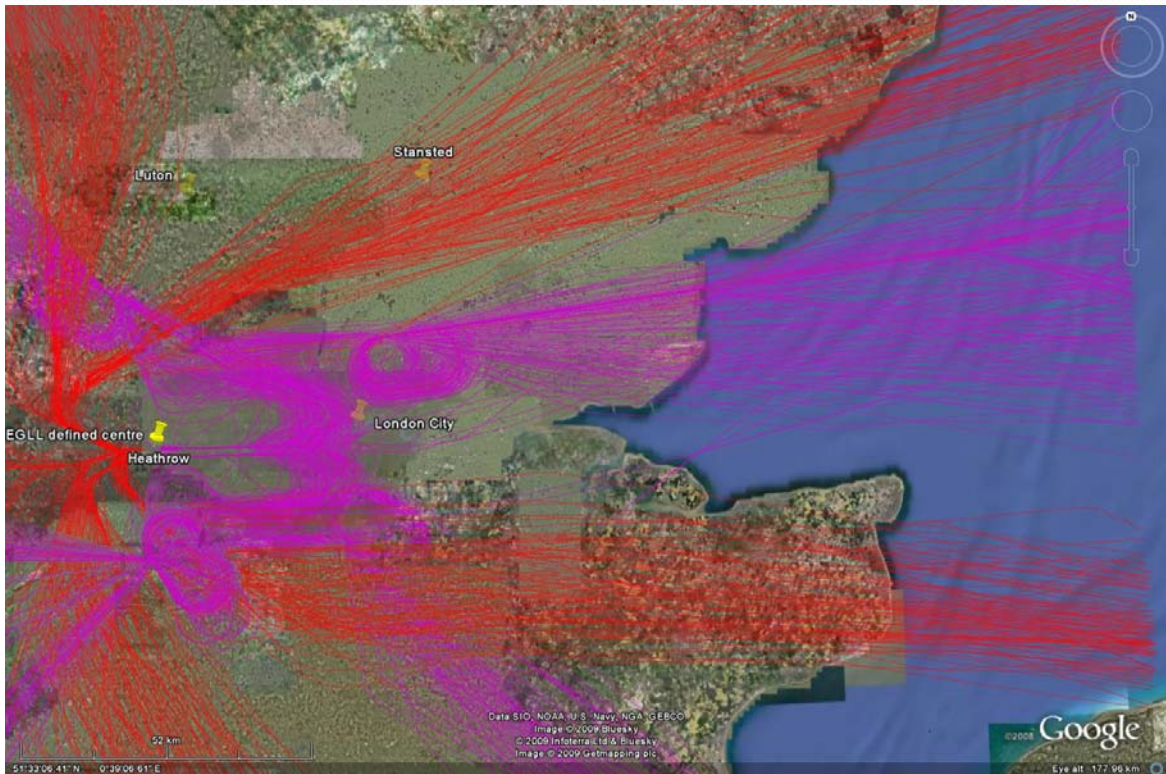 N
Stansted
Luton
London City
EGLL defined centre
Heathrow
Data SIO, NOAA, U.S. Navy, NGA, GEBCO
Image © 2009 Bluesky
© 2009 Infoterra Ltd & Bluesky
Image © 2009 Getmapping plc
52 km
©2008 Google
51°33'06.41" N 0°39'06.61" E
Eye alt 177.96 km